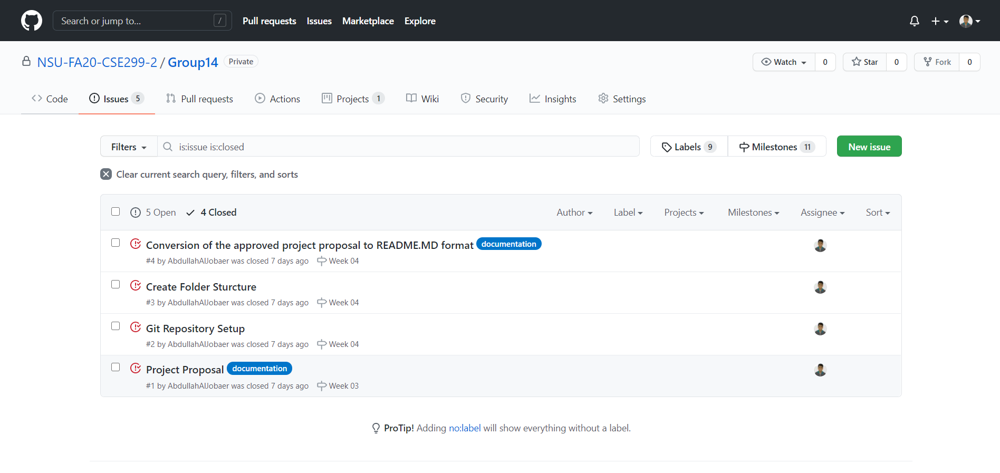 Search or jump to... / Pull requests Issues Marketplace Explore
NSU-FA20-CSE299-2 / Group14 Private Watch 0 Star 0 Fork 0
Code Issues 5 Pull requests Actions Projects 1 Wiki Security Insights Settings
Filters is:issue is:closed Labels 9 Milestones 11 New issue
Clear current search query, filters, and sorts
5 Open 4 Closed Author Label Projects Milestones Assignee Sort
Conversion of the approved project proposal to README.MD format documentation
#4 by AbdullahAlJobaer was closed 7 days ago Week 04
Create Folder Sturcture
#3 by AbdullahAlJobaer was closed 7 days ago Week 04
Git Repository Setup
#2 by AbdullahAlJobaer was closed 7 days ago Week 04
Project Proposal documentation
#1 by AbdullahAlJobaer was closed 7 days ago Week 03
ProTip! Adding no:label will show everything without a label.